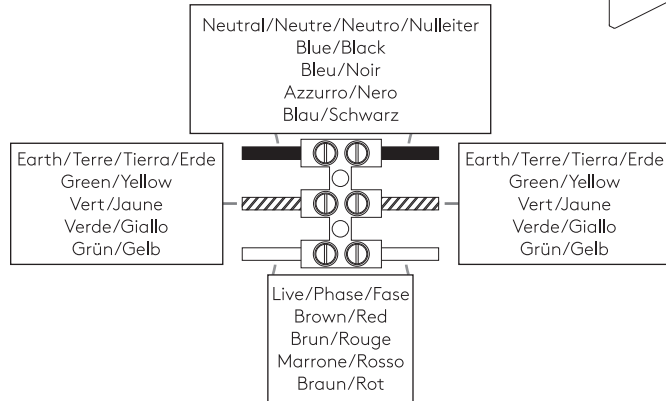 Neutral/Neutre/Neutro/Nulleiter
Blue/Black
Bleu/Noir
Azzurro/Nero
Blau/Schwarz
Earth/Terre/Tierra/Erde
Green/Yellow
Vert/Jaune
Verde/Giallo
Grün/Gelb
Earth/Terre/Tierra/Erde
Green/Yellow
Vert/Jaune
Verde/Giallo
Grün/Gelb
Live/Phase/Fase
Brown/Red
Brun/Rouge
Marrone/Rosso
Braun/Rot